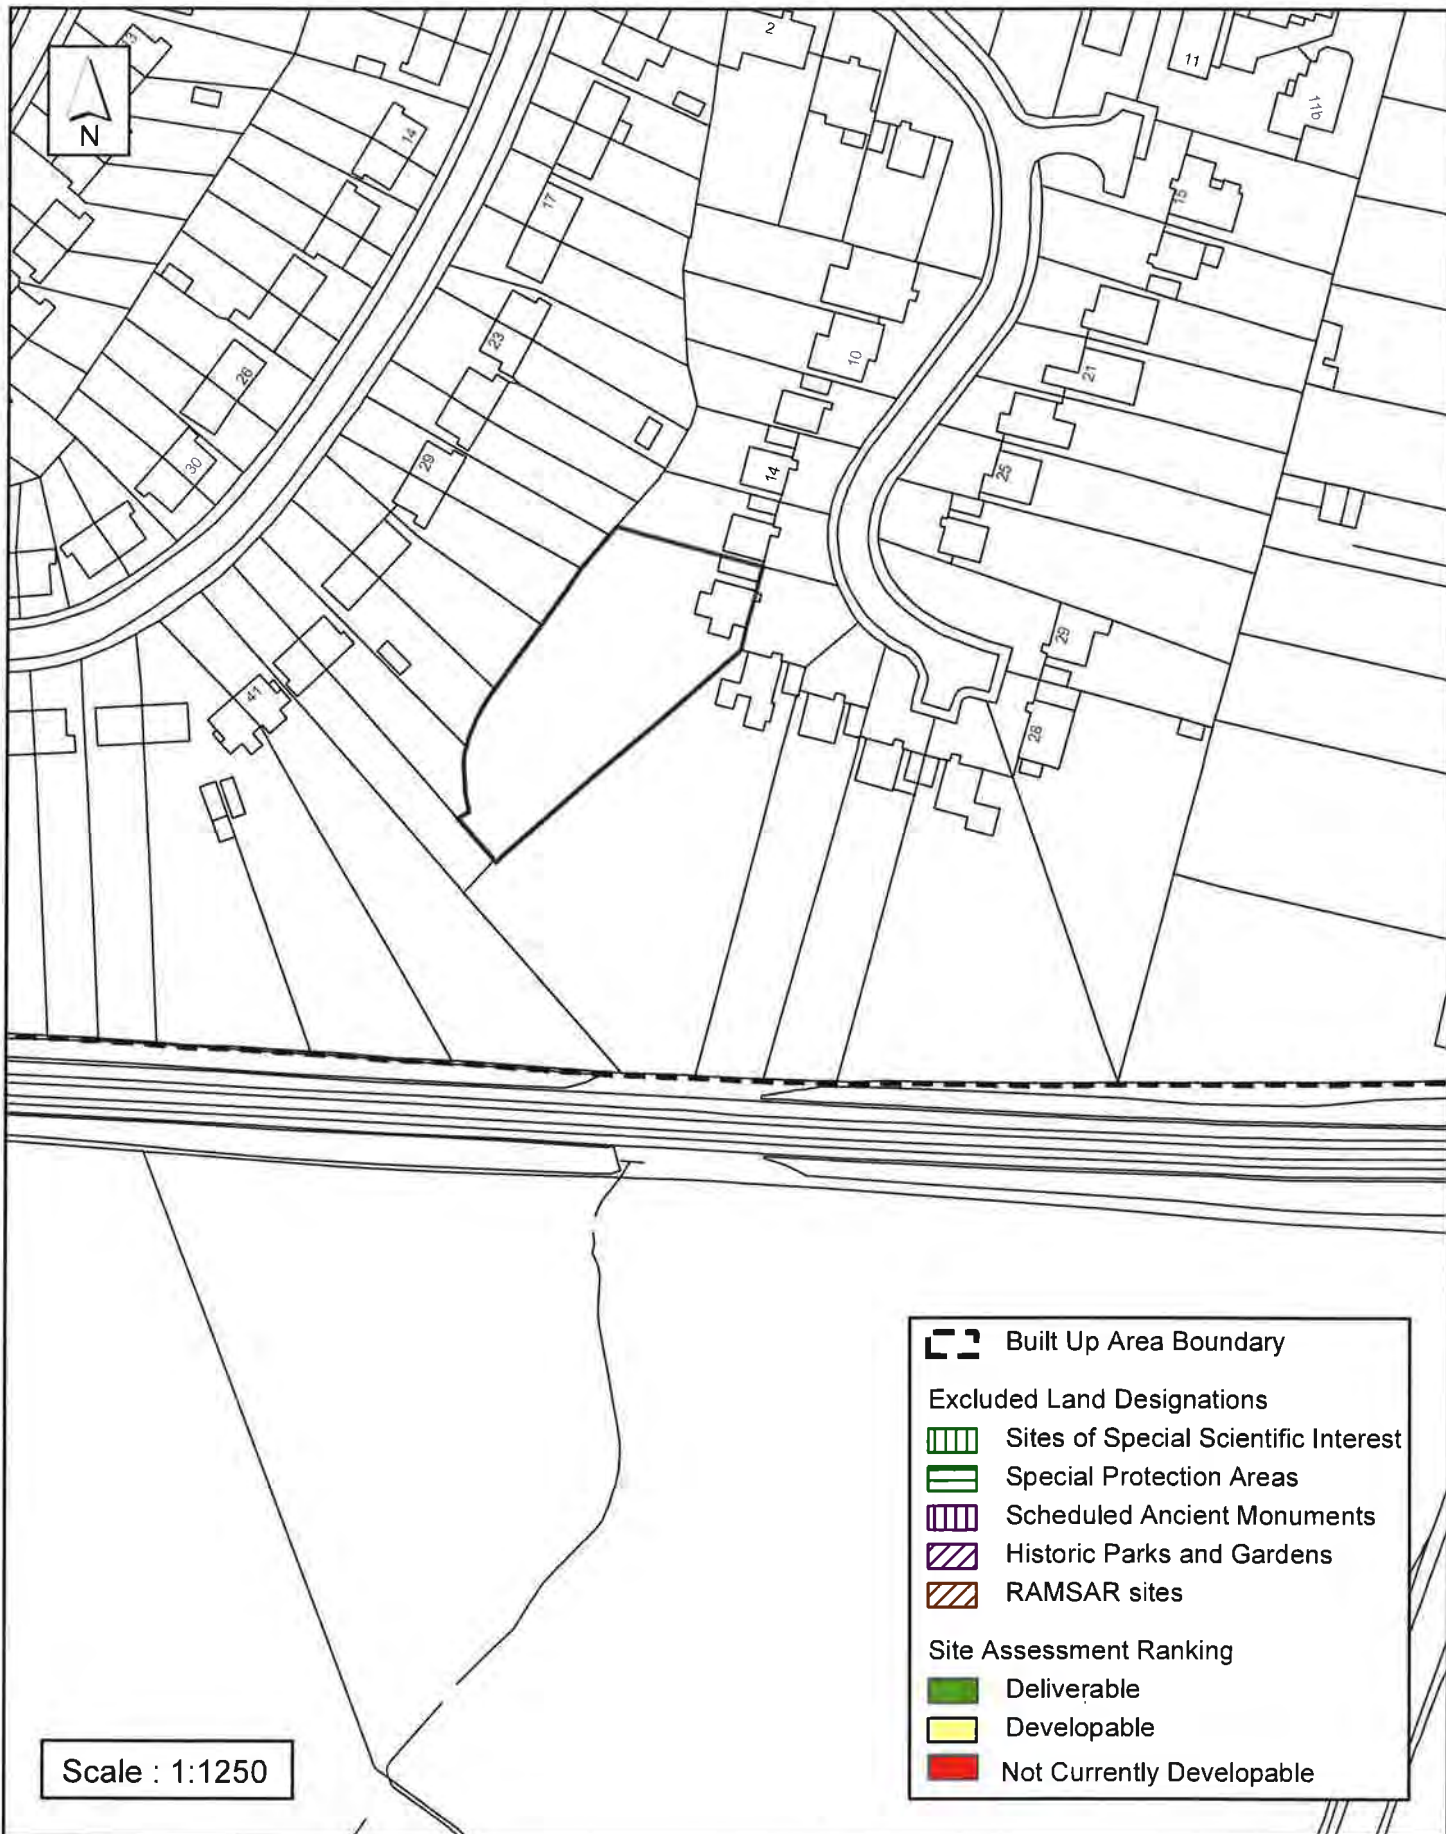 2
11
11b
13
N
14
15
17
10
23
21
26
14
29
25
30
29
41
28
Built Up Area Boundary
Excluded Land Designations
Sites of Special Scientific Interest
Special Protection Areas
Scheduled Ancient Monuments
Historic Parks and Gardens
RAMSAR sites
Site Assessment Ranking
Deliverable
Developable
Not Currently Developable
Scale : 1:1250